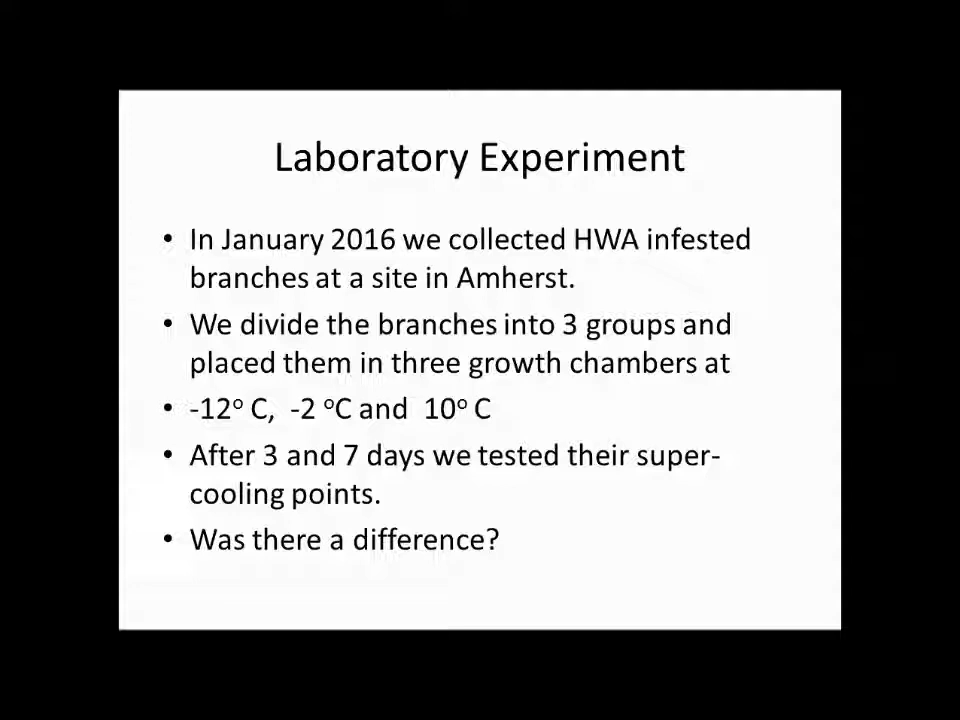 Laboratory Experiment
• In January 2016 we collected HWA infested
branches at a site in Amherst.
• We divide the branches into 3 groups and
placed them in three growth chambers at
• -12º C, -2 ºC and 10º C
• After 3 and 7 days we tested their super-
cooling points.
• Was there a difference?